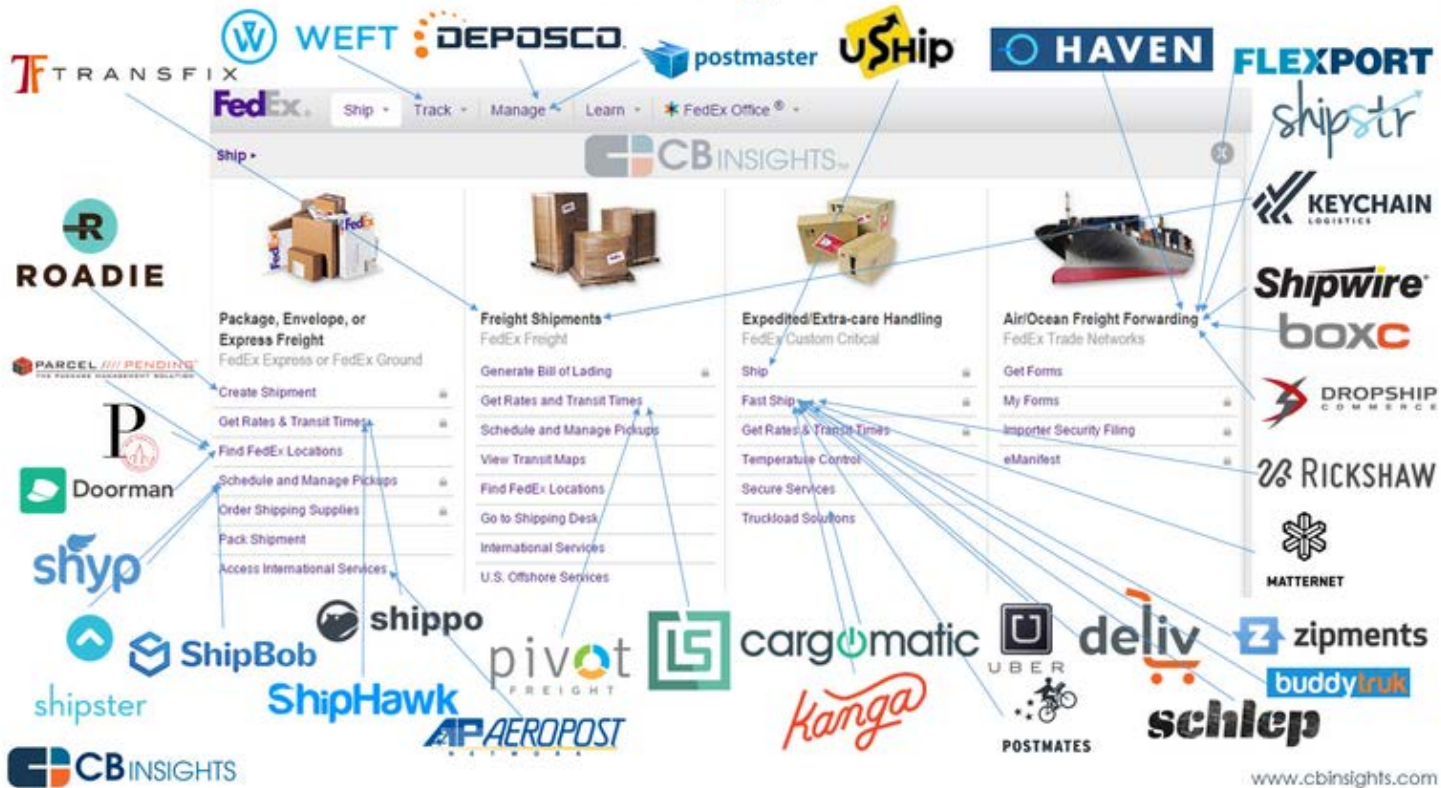 WEFT
DEPOSCO
postmaster
uShip
HAVEN
FLEXPORT
TRANSFIX
shipstr
FedEx
Ship
Track
Manage
Learn
FedEx Office ®
Ship
CB INSIGHTS
KEYCHAIN
LOGISTICS
ROADIE
Shipwire
boxc
DROPSHIP
COMMERCE
RICKSHAW
MATTERNET
PARCEL //// PENDING
THE PACKAGE MANAGEMENT SOLUTION
P
Doorman
shyp
Package, Envelope, or
Express Freight
FedEx Express or FedEx Ground
Create Shipment
Get Rates & Transit Times
Find FedEx Locations
Schedule and Manage Pickups
Order Shipping Supplies
Pack Shipment
Access International Services
Freight Shipments
FedEx Freight
Generate Bill of Lading
Get Rates and Transit Times
Schedule and Manage Pickups
View Transit Maps
Find FedEx Locations
Go to Shipping Desk
International Services
U.S. Offshore Services
Expedited/Extra-care Handling
FedEx Custom Critical
Ship
Fast Ship
Get Rates & Transit Times
Temperature Control
Secure Services
Truckload Solutions
Air/Ocean Freight Forwarding
FedEx Trade Networks
Get Forms
My Forms
Importer Security Filing
eManifest
shippo
ShipBob
shipster
ShipHawk
AP AEROPOST
NETWORK
pivot
FREIGHT
LS
cargomatic
Kanga
UBER
POSTMATES
deliv
schlep
zipments
buddytruk
CB INSIGHTS
www.cbinsights.com